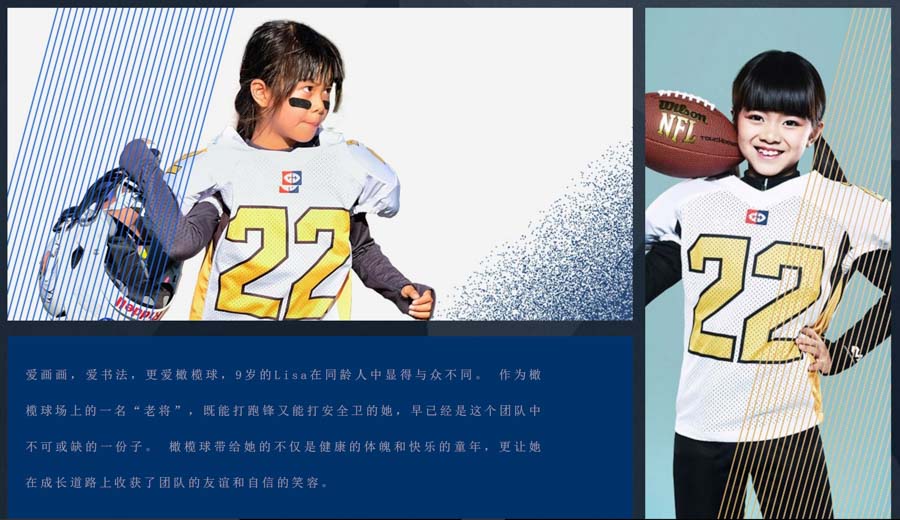 22
Riddell
Wilson
NFL
22
爱画画，爱书法，更爱橄榄球，9岁的Lisa在同龄人中显得与众不同。 作为橄
榄球场上的一名“老将”，既能打跑锋又能打安全卫的她，早已经是这个团队中
不可或缺的一份子。 橄榄球带给她的不仅是健康的体魄和快乐的童年，更让她
在成长道路上收获了团队的友谊和自信的笑容。